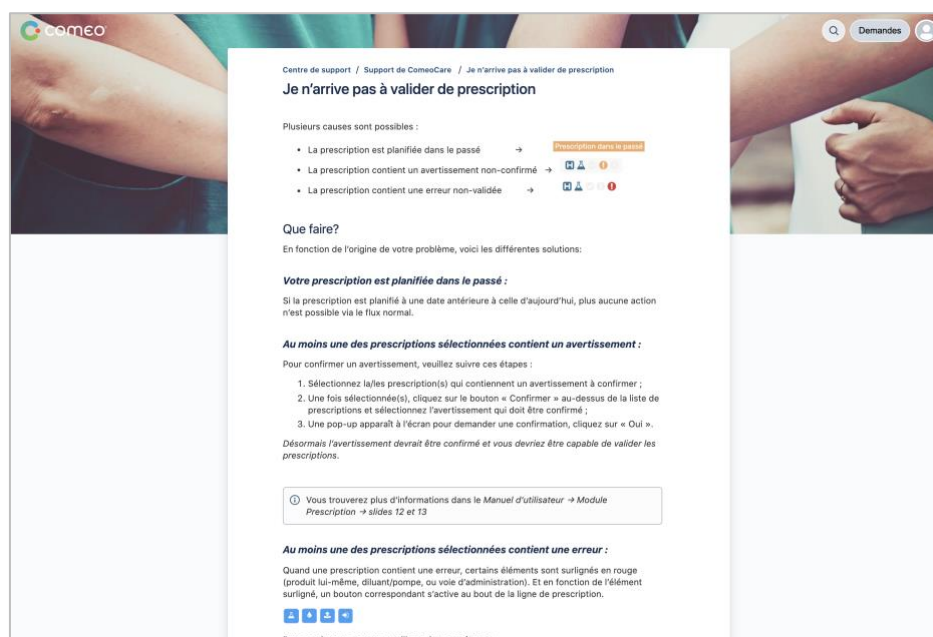 comeo
Demandes
Centre de support / Support de ComeoCare / Je n'arrive pas à valider de prescription
Je n'arrive pas à valider de prescription
Plusieurs causes sont possibles :
• La prescription est planifiée dans le passé → Prescription dans le passé
• La prescription contient un avertissement non-confirmé →
• La prescription contient une erreur non-validée →
Que faire?
En fonction de l'origine de votre problème, voici les différentes solutions:
Votre prescription est planifiée dans le passé :
Si la prescription est planifié à une date antérieure à celle d'aujourd'hui, plus aucune action
n'est possible via le flux normal.
Au moins une des prescriptions sélectionnées contient un avertissement :
Pour confirmer un avertissement, veuillez suivre ces étapes :
1. Sélectionnez la/les prescription(s) qui contiennent un avertissement à confirmer ;
2. Une fois sélectionnée(s), cliquez sur le bouton « Confirmer » au-dessus de la liste de
prescriptions et sélectionnez l'avertissement qui doit être confirmé ;
3. Une pop-up apparaît à l'écran pour demander une confirmation, cliquez sur « Oui ».
Désormais l'avertissement devrait être confirmé et vous devriez être capable de valider les
prescriptions.
Vous trouverez plus d'informations dans le Manuel d'utilisateur → Module
Prescription → slides 12 et 13
Au moins une des prescriptions sélectionnées contient une erreur :
Quand une prescription contient une erreur, certains éléments sont surlignés en rouge
(produit lui-même, diluant/pompe, ou voie d'administration). Et en fonction de l'élément
surligné, un bouton correspondant s'active au bout de la ligne de prescription.